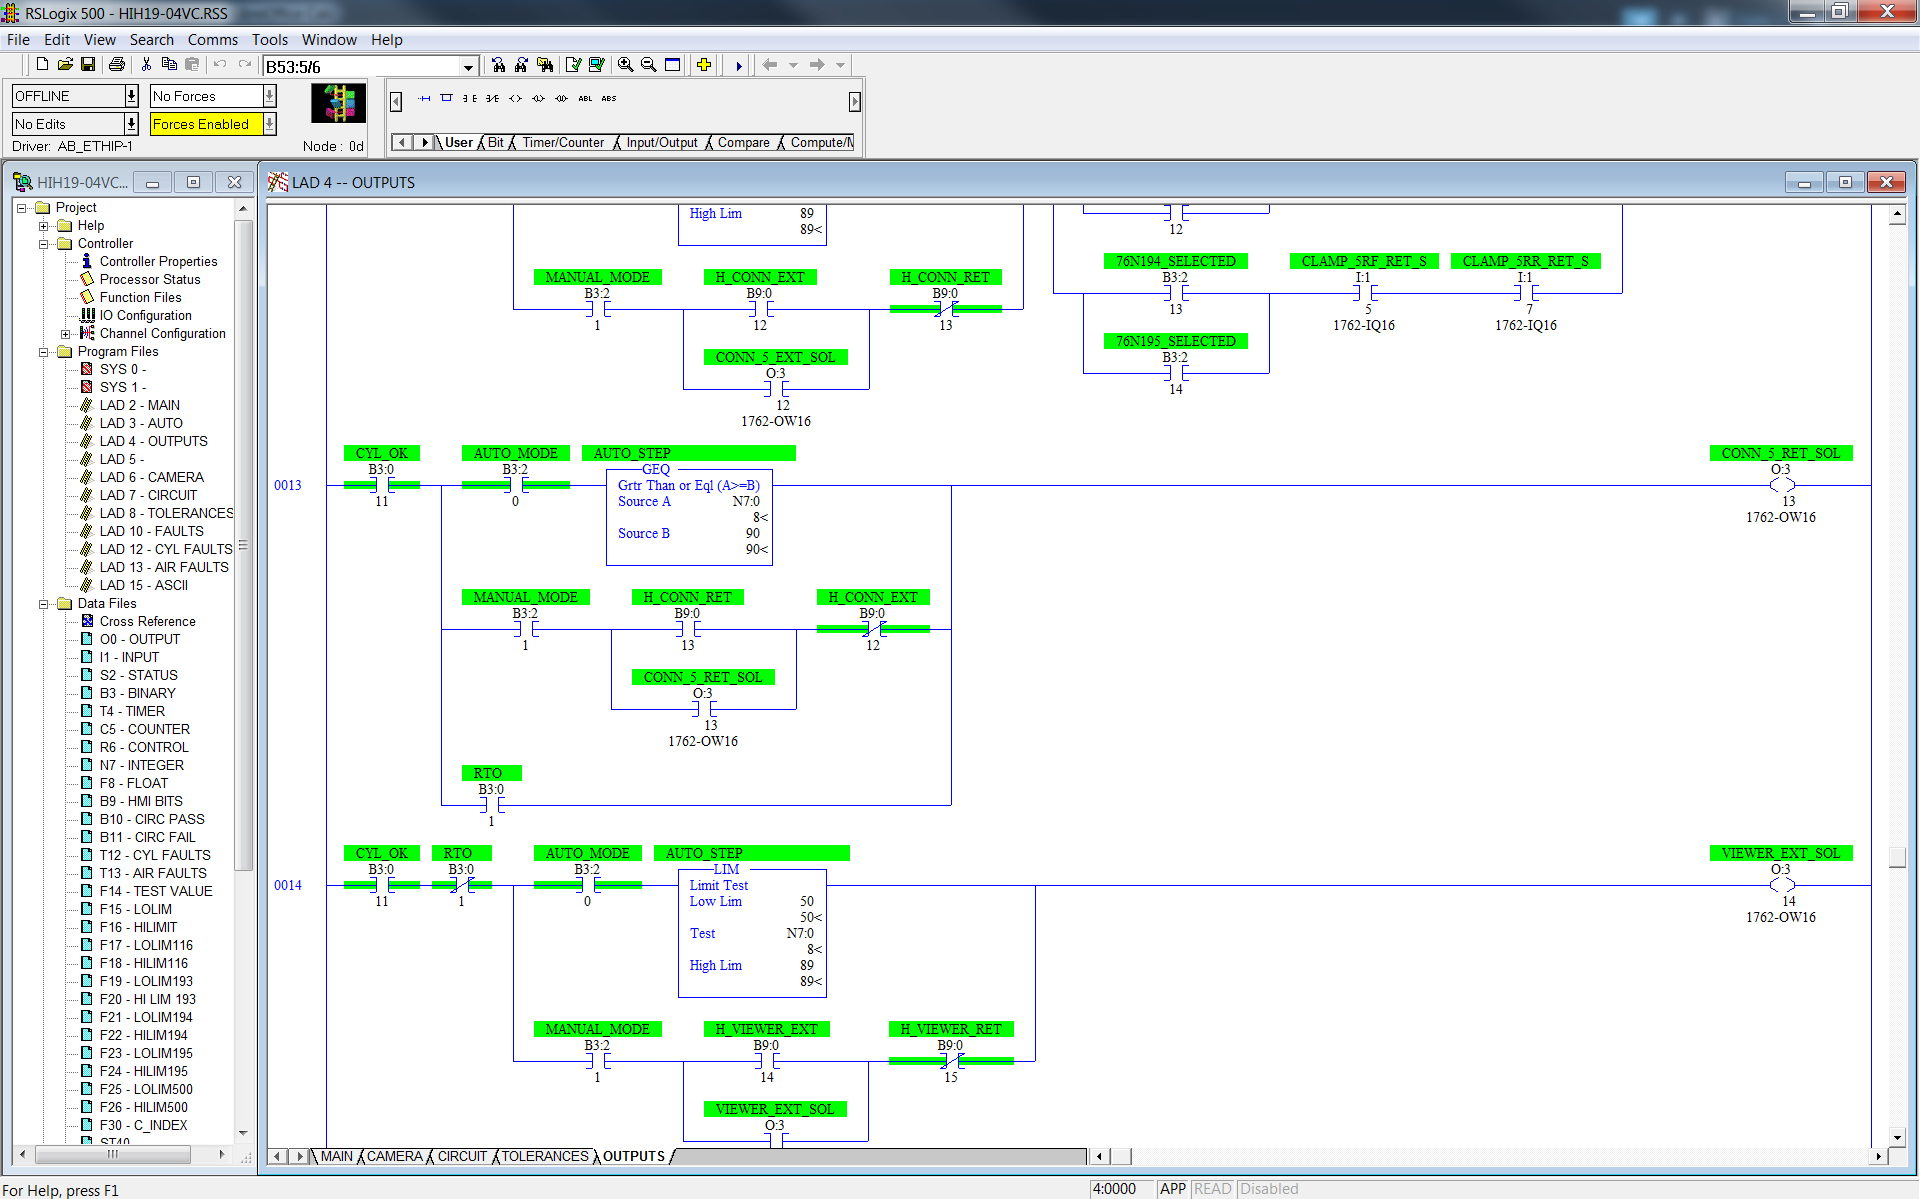 RSLogix 500 - HIH19-04VC.RSS
File Edit View Search Comms Tools Window Help
B53:5/6
OFFLINE No Forces
No Edits Forces Enabled
Driver: AB_ETHIP-1 Node : 0d
ABL ABS
User Bit Timer/Counter Input/Output Compare Compute/M
HIH19-04VC...
Project
Help
Controller
Controller Properties
Processor Status
Function Files
IO Configuration
Channel Configuration
Program Files
SYS 0 -
SYS 1 -
LAD 2 - MAIN
LAD 3 - AUTO
LAD 4 - OUTPUTS
LAD 5 -
LAD 6 - CAMERA
LAD 7 - CIRCUIT
LAD 8 - TOLERANCES
LAD 10 - FAULTS
LAD 12 - CYL FAULTS
LAD 13 - AIR FAULTS
LAD 15 - ASCII
Data Files
Cross Reference
O0 - OUTPUT
I1 - INPUT
S2 - STATUS
B3 - BINARY
T4 - TIMER
C5 - COUNTER
R6 - CONTROL
N7 - INTEGER
F8 - FLOAT
B9 - HMI BITS
B10 - CIRC PASS
B11 - CIRC FAIL
T12 - CYL FAULTS
T13 - AIR FAULTS
F14 - TEST VALUE
F15 - LOLIM
F16 - HILIMIT
F17 - LOLIM116
F18 - HILIM116
F19 - LOLIM193
F20 - HI LIM 193
F21 - LOLIM194
F22 - HILIM194
F23 - LOLIM195
F24 - HILIM195
F25 - LOLIM500
F26 - HILIM500
F30 - C_INDEX
ST40
LAD 4 -- OUTPUTS
High Lim 89
89<
12
MANUAL_MODE H_CONN_EXT H_CONN_RET
B3:2 B9:0 B9:0
1 12 13
CONN_5_EXT_SOL
O:3
12
1762-OW16
76N194_SELECTED CLAMP_5RF_RET_S CLAMP_5RR_RET_S
B3:2 I:1 I:1
13 5 7
1762-IQ16 1762-IQ16
76N195_SELECTED
B3:2
14
0013
CYL_OK AUTO_MODE AUTO_STEP CONN_5_RET_SOL
B3:0 B3:2 GEQ O:3
11 0 Grtr Than or Eql (A>=B) 13
Source A N7:0 1762-OW16
8<
Source B 90
90<
MANUAL_MODE H_CONN_RET H_CONN_EXT
B3:2 B9:0 B9:0
1 13 12
CONN_5_RET_SOL
O:3
13
1762-OW16
RTO
B3:0
1
0014
CYL_OK RTO AUTO_MODE AUTO_STEP VIEWER_EXT_SOL
B3:0 B3:0 B3:2 LIM O:3
11 1 0 Limit Test 14
Low Lim 50 1762-OW16
50<
Test N7:0
8<
High Lim 89
89<
MANUAL_MODE H_VIEWER_EXT H_VIEWER_RET
B3:2 B9:0 B9:0
1 14 15
VIEWER_EXT_SOL
O:3
MAIN CAMERA CIRCUIT TOLERANCES OUTPUTS
For Help, press F1 4:0000 APP READ Disabled